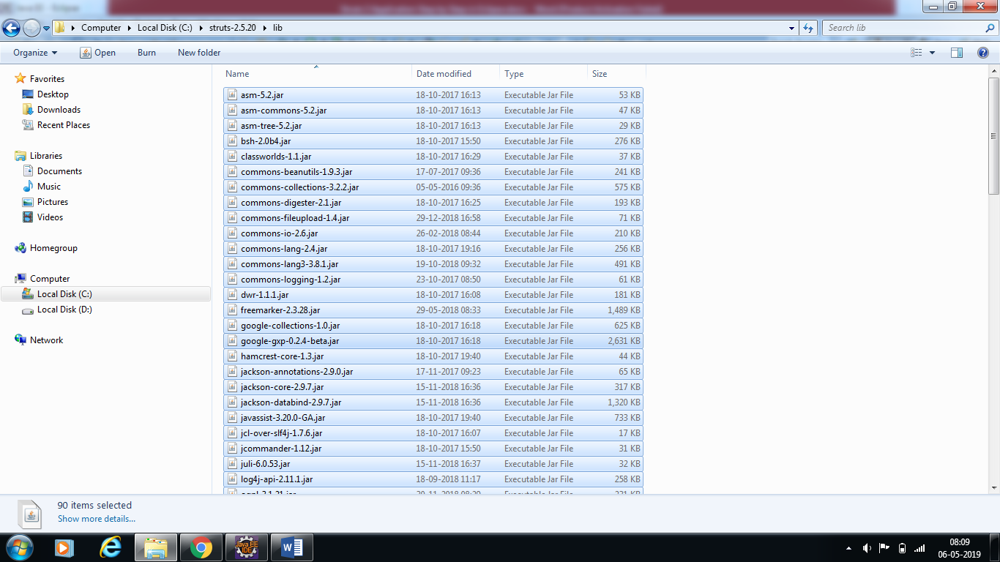 Computer Local Disk (C:) struts-2.5.20 lib
Search lib
Organize Open Burn New folder
Favorites
Desktop
Downloads
Recent Places
Libraries
Documents
Music
Pictures
Videos
Homegroup
Computer
Local Disk (C:)
Local Disk (D:)
Network
Name Date modified Type Size
asm-5.2.jar 18-10-2017 16:13 Executable Jar File 53 KB
asm-commons-5.2.jar 18-10-2017 16:13 Executable Jar File 47 KB
asm-tree-5.2.jar 18-10-2017 16:13 Executable Jar File 29 KB
bsh-2.0b4.jar 18-10-2017 15:50 Executable Jar File 276 KB
classworlds-1.1.jar 18-10-2017 16:29 Executable Jar File 37 KB
commons-beanutils-1.9.3.jar 17-07-2017 09:36 Executable Jar File 241 KB
commons-collections-3.2.2.jar 05-05-2016 09:36 Executable Jar File 575 KB
commons-digester-2.1.jar 18-10-2017 16:25 Executable Jar File 193 KB
commons-fileupload-1.4.jar 29-12-2018 16:58 Executable Jar File 71 KB
commons-io-2.6.jar 26-02-2018 08:44 Executable Jar File 210 KB
commons-lang-2.4.jar 18-10-2017 19:16 Executable Jar File 256 KB
commons-lang3-3.8.1.jar 19-10-2018 09:32 Executable Jar File 491 KB
commons-logging-1.2.jar 23-10-2017 08:50 Executable Jar File 61 KB
dwr-1.1.1.jar 18-10-2017 16:08 Executable Jar File 181 KB
freemarker-2.3.28.jar 29-05-2018 08:33 Executable Jar File 1,489 KB
google-collections-1.0.jar 18-10-2017 16:18 Executable Jar File 625 KB
google-gxp-0.2.4-beta.jar 18-10-2017 16:18 Executable Jar File 2,631 KB
hamcrest-core-1.3.jar 18-10-2017 19:40 Executable Jar File 44 KB
jackson-annotations-2.9.0.jar 17-11-2017 09:23 Executable Jar File 65 KB
jackson-core-2.9.7.jar 15-11-2018 16:36 Executable Jar File 317 KB
jackson-databind-2.9.7.jar 15-11-2018 16:36 Executable Jar File 1,320 KB
javassist-3.20.0-GA.jar 18-10-2017 19:40 Executable Jar File 733 KB
jcl-over-slf4j-1.7.6.jar 18-10-2017 16:07 Executable Jar File 17 KB
jcommander-1.12.jar 18-10-2017 15:50 Executable Jar File 31 KB
juli-6.0.53.jar 15-11-2018 16:37 Executable Jar File 32 KB
log4j-api-2.11.1.jar 18-09-2018 11:17 Executable Jar File 258 KB
90 items selected
Show more details...
Java EE
IDE
08:09
06-05-2019